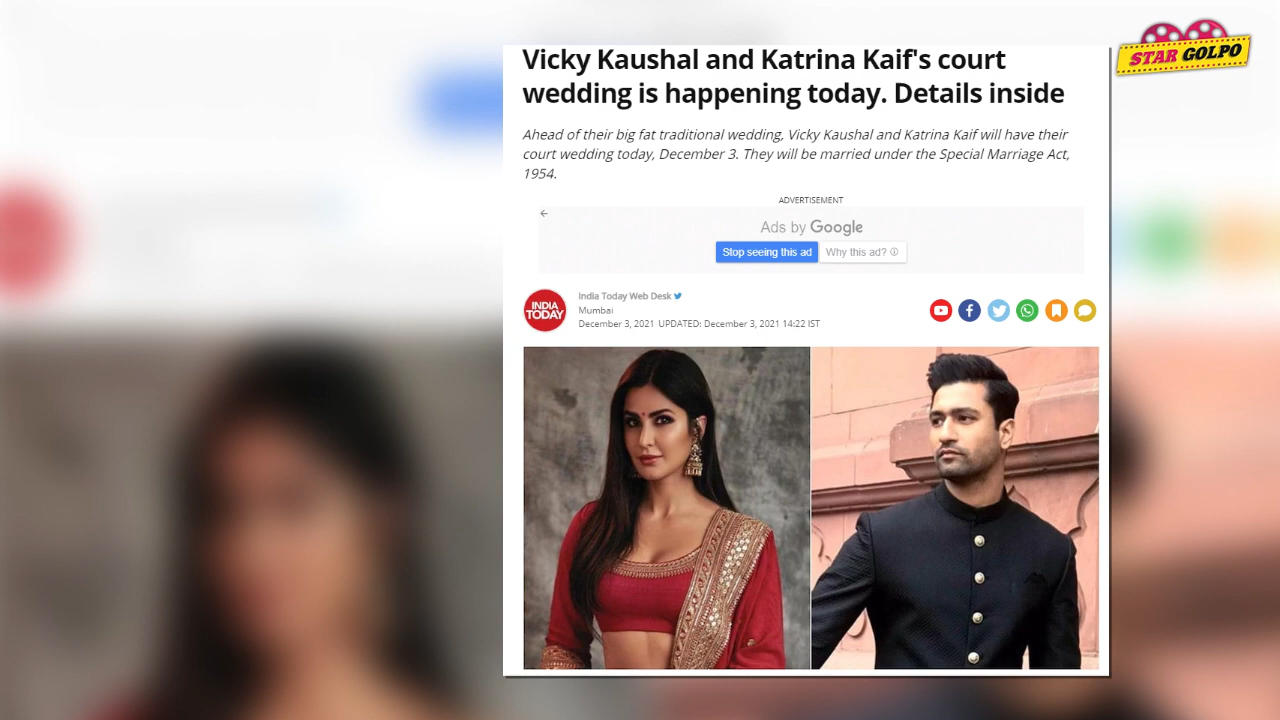 STAR GOLPO
Vicky Kaushal and Katrina Kaif's court
wedding is happening today. Details inside
Ahead of their big fat traditional wedding, Vicky Kaushal and Katrina Kaif will have their
court wedding today, December 3. They will be married under the Special Marriage Act,
1954.
ADVERTISEMENT
Ads by Google
Stop seeing this ad Why this ad?
INDIA
TODAY
India Today Web Desk
Mumbai
December 3, 2021 UPDATED: December 3, 2021 14:22 IST